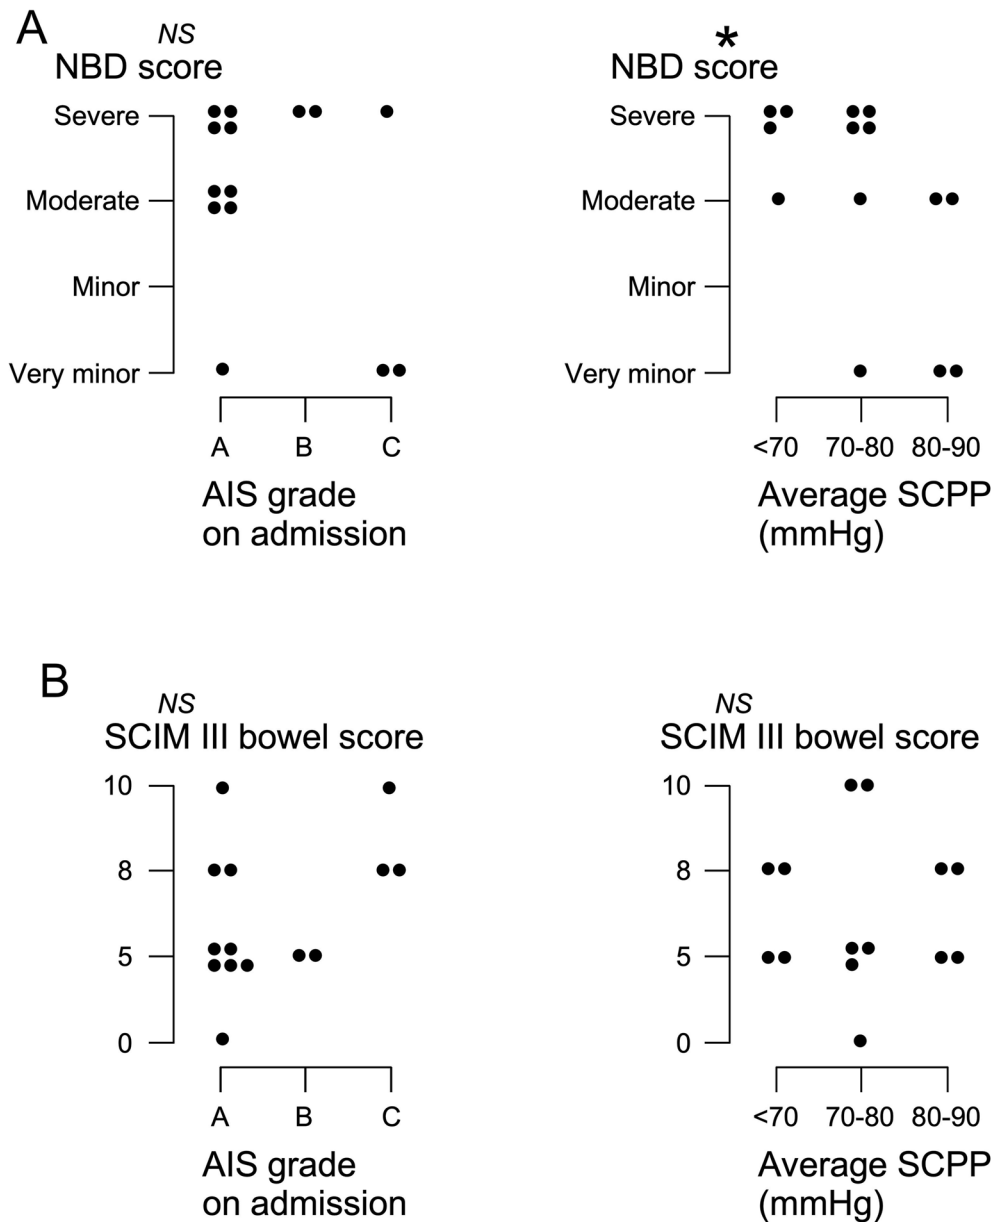 A
NS
NBD score
Severe
Moderate
Minor
Very minor
A B C
AIS grade
on admission
*
NBD score
Severe
Moderate
Minor
Very minor
<70 70-80 80-90
Average SCPP
(mmHg)
B
NS
SCIM III bowel score
10
8
5
0
A B C
AIS grade
on admission
NS
SCIM III bowel score
10
8
5
0
<70 70-80 80-90
Average SCPP
(mmHg)